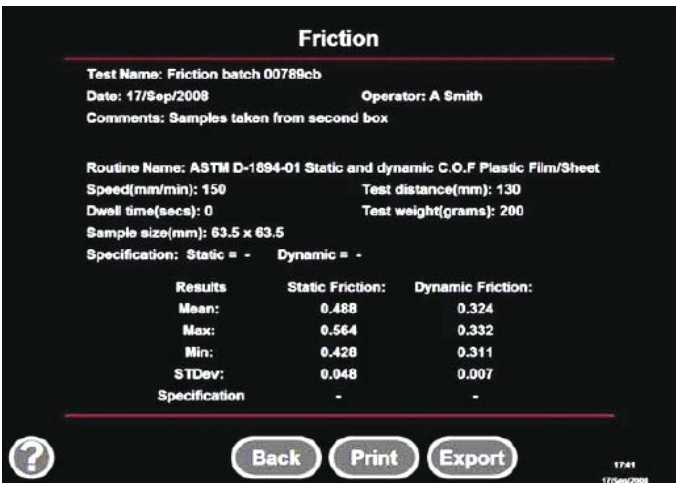 Friction
Test Name: Friction batch 00789cb
Date: 17/Sep/2008 Operator: A Smith
Comments: Samples taken from second box
Routine Name: ASTM D-1894-01 Static and dynamic C.O.F Plastic Film/Sheet
Speed(mm/min): 150 Test distance(mm): 130
Dwell time(secs): 0 Test weight(grams): 200
Sample size(mm): 63.5 x 63.5
Specification: Static = - Dynamic = -
Results Static Friction: Dynamic Friction:
Mean: 0.488 0.324
Max: 0.564 0.332
Min: 0.428 0.311
STDev: 0.048 0.007
Specification - -
? Back Print Export
17:41
17/Sep/2008